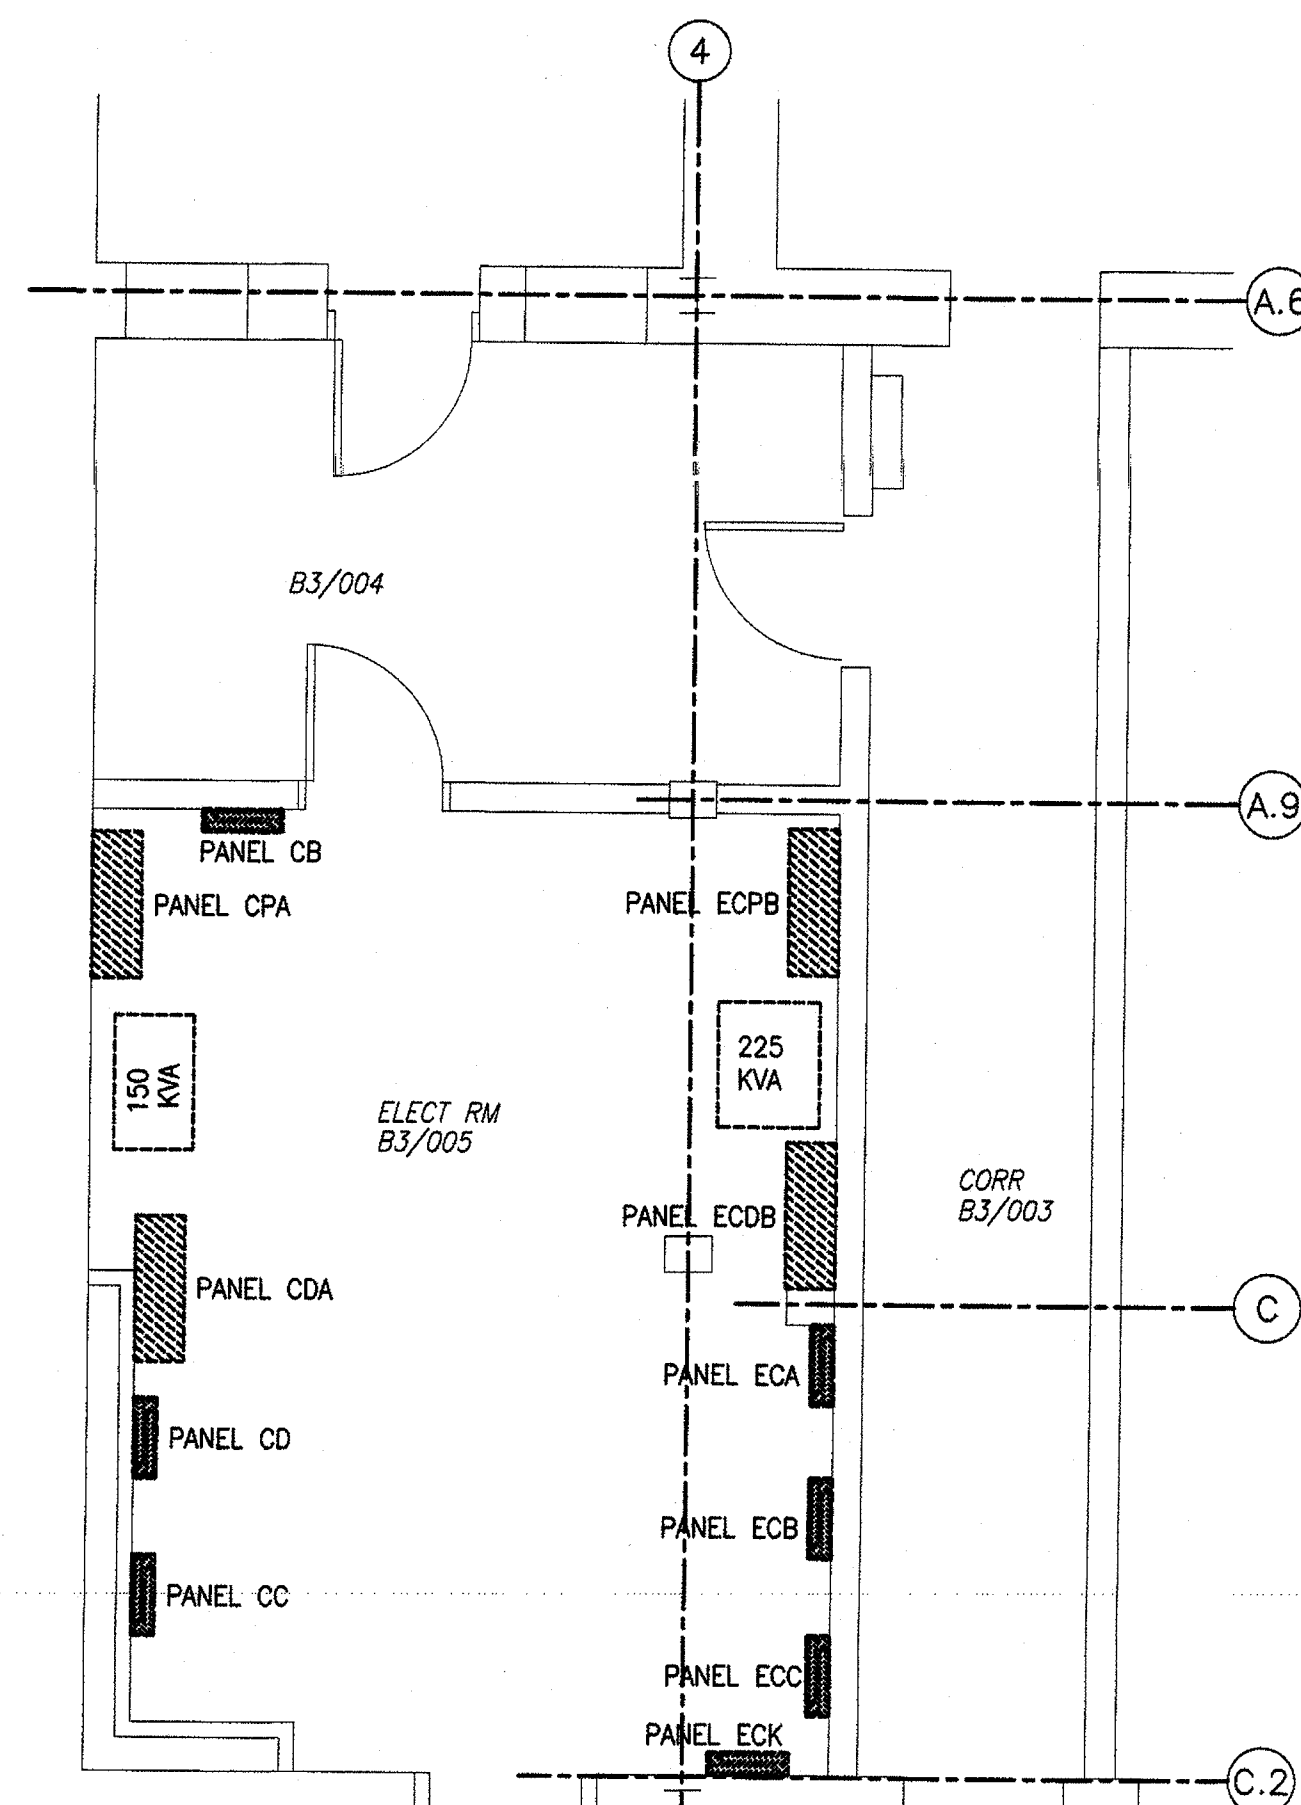 4
A.6
B3/004
A.9
PANEL CB
PANEL CPA
PANEL ECPB
150
KVA
225
KVA
ELECT RM
B3/005
CORR
B3/003
PANEL ECDB
PANEL CDA
C
PANEL ECA
PANEL CD
PANEL ECB
PANEL CC
PANEL ECC
PANEL ECK
C.2